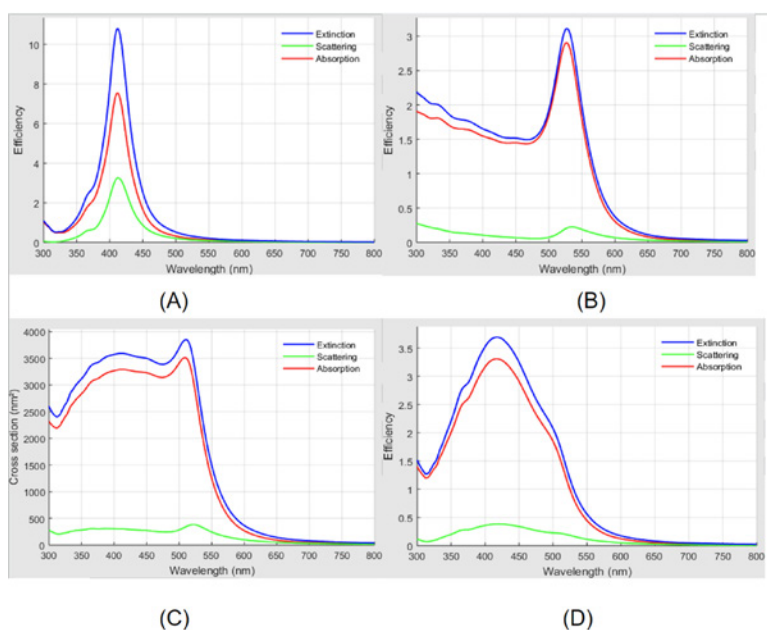 10
8
6
4
2
0
Efficiency
300 350 400 450 500 550 600 650 700 750 800
Wavelength (nm)
Extinction
Scattering
Absorption
(A)
3
2.5
2
1.5
1
0.5
0
Efficiency
300 350 400 450 500 550 600 650 700 750 800
Wavelength (nm)
Extinction
Scattering
Absorption
(B)
4000
3500
3000
2500
2000
1500
1000
500
0
Cross section (nm²)
300 350 400 450 500 550 600 650 700 750 800
Wavelength (nm)
Extinction
Scattering
Absorption
(C)
3.5
3
2.5
2
1.5
1
0.5
0
Efficiency
300 350 400 450 500 550 600 650 700 750 800
Wavelength (nm)
Extinction
Scattering
Absorption
(D)